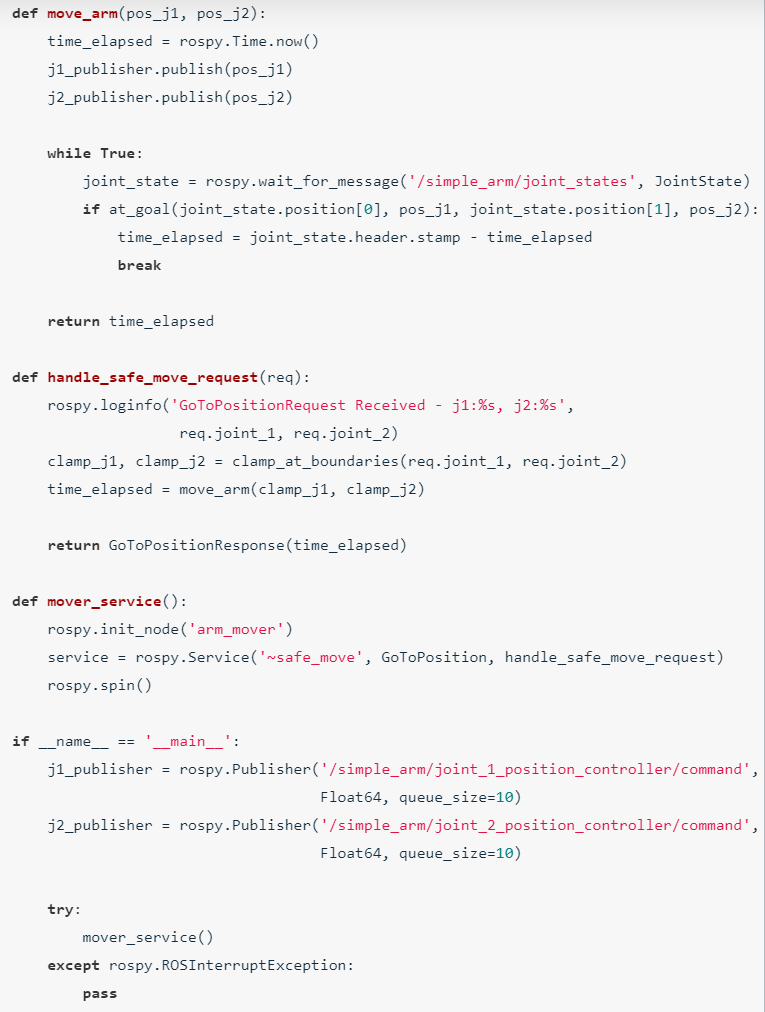 def move_arm(pos_j1, pos_j2):
    time_elapsed = rospy.Time.now()
    j1_publisher.publish(pos_j1)
    j2_publisher.publish(pos_j2)

    while True:
        joint_state = rospy.wait_for_message('/simple_arm/joint_states', JointState)
        if at_goal(joint_state.position[0], pos_j1, joint_state.position[1], pos_j2):
            time_elapsed = joint_state.header.stamp - time_elapsed
            break

    return time_elapsed

def handle_safe_move_request(req):
    rospy.loginfo('GoToPositionRequest Received - j1:%s, j2:%s',
                   req.joint_1, req.joint_2)
    clamp_j1, clamp_j2 = clamp_at_boundaries(req.joint_1, req.joint_2)
    time_elapsed = move_arm(clamp_j1, clamp_j2)

    return GoToPositionResponse(time_elapsed)

def mover_service():
    rospy.init_node('arm_mover')
    service = rospy.Service('~safe_move', GoToPosition, handle_safe_move_request)
    rospy.spin()

if __name__ == '__main__':
    j1_publisher = rospy.Publisher('/simple_arm/joint_1_position_controller/command',
                                   Float64, queue_size=10)
    j2_publisher = rospy.Publisher('/simple_arm/joint_2_position_controller/command',
                                   Float64, queue_size=10)

    try:
        mover_service()
    except rospy.ROSInterruptException:
        pass